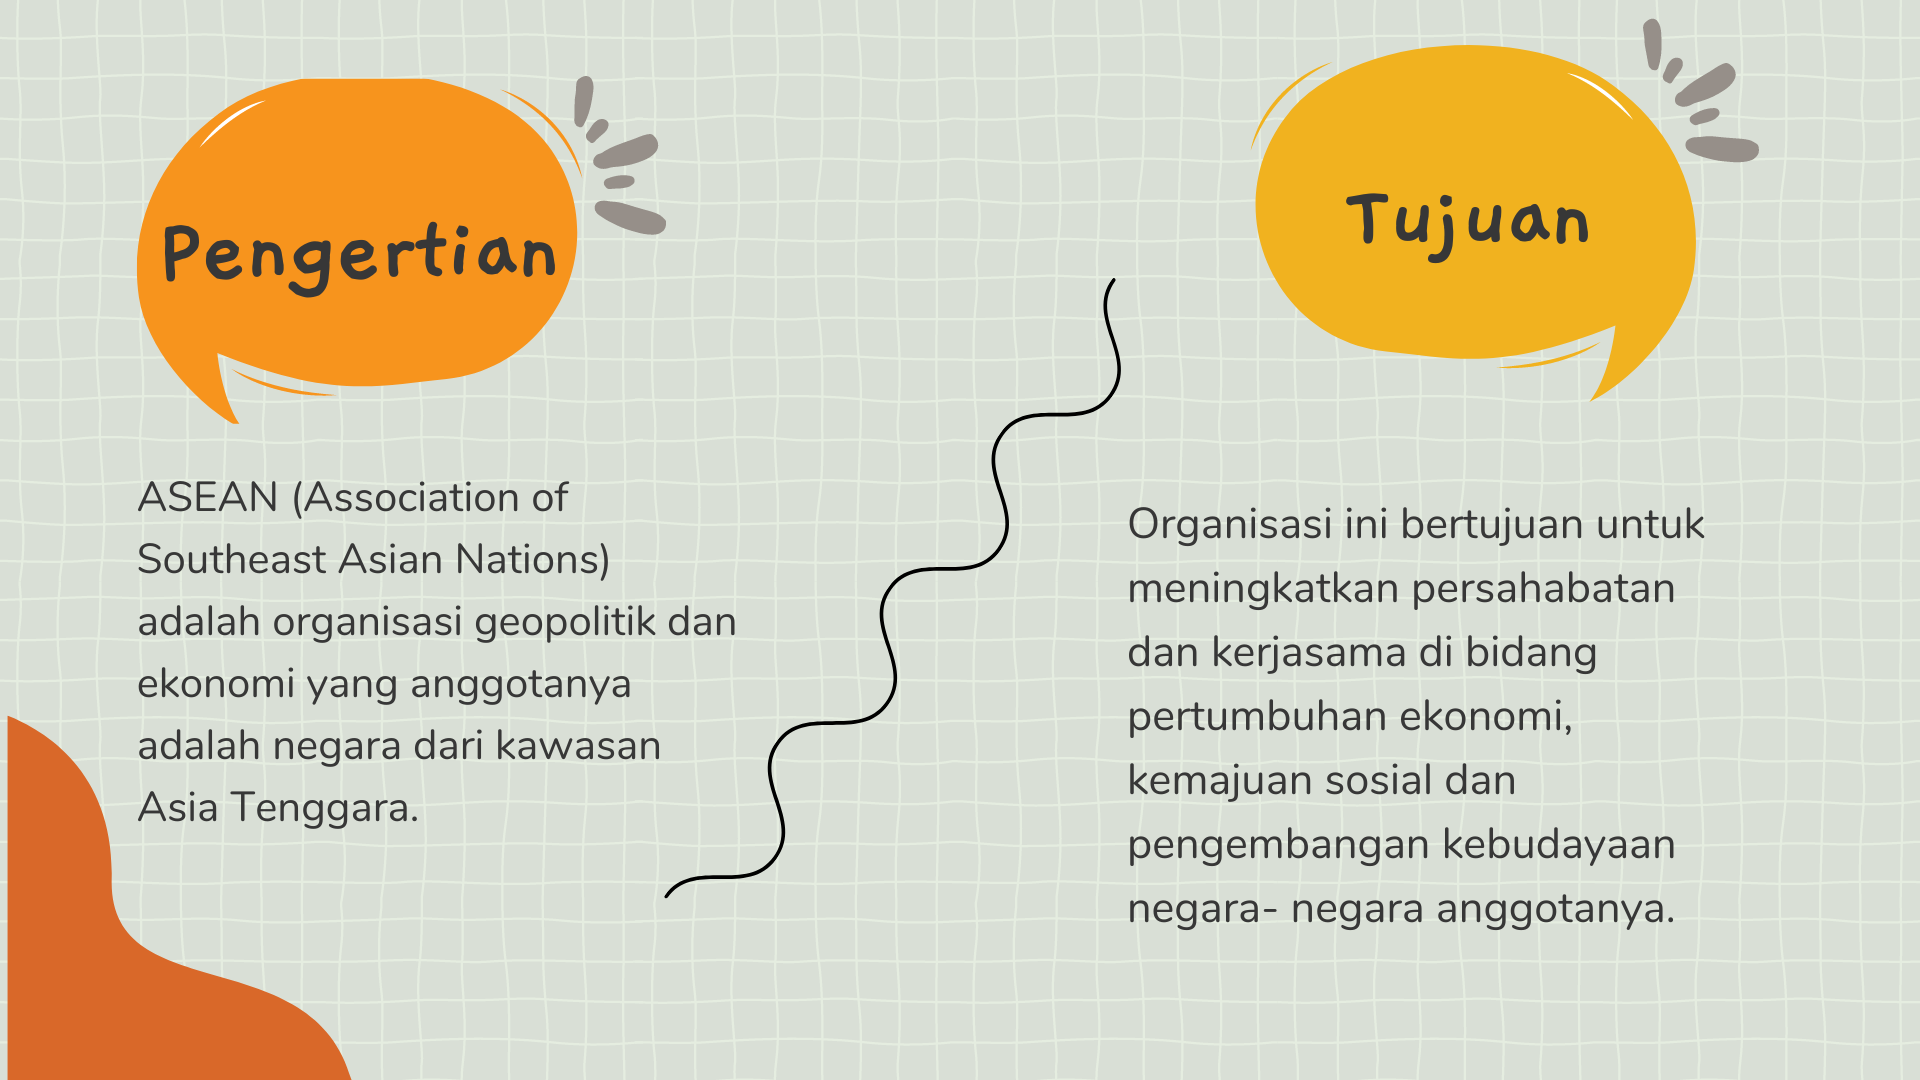 Pengertian
ASEAN (Association of
Southeast Asian Nations)
adalah organisasi geopolitik dan
ekonomi yang anggotanya
adalah negara dari kawasan
Asia Tenggara.
Tujuan
Organisasi ini bertujuan untuk
meningkatkan persahabatan
dan kerjasama di bidang
pertumbuhan ekonomi,
kemajuan sosial dan
pengembangan kebudayaan
negara- negara anggotanya.